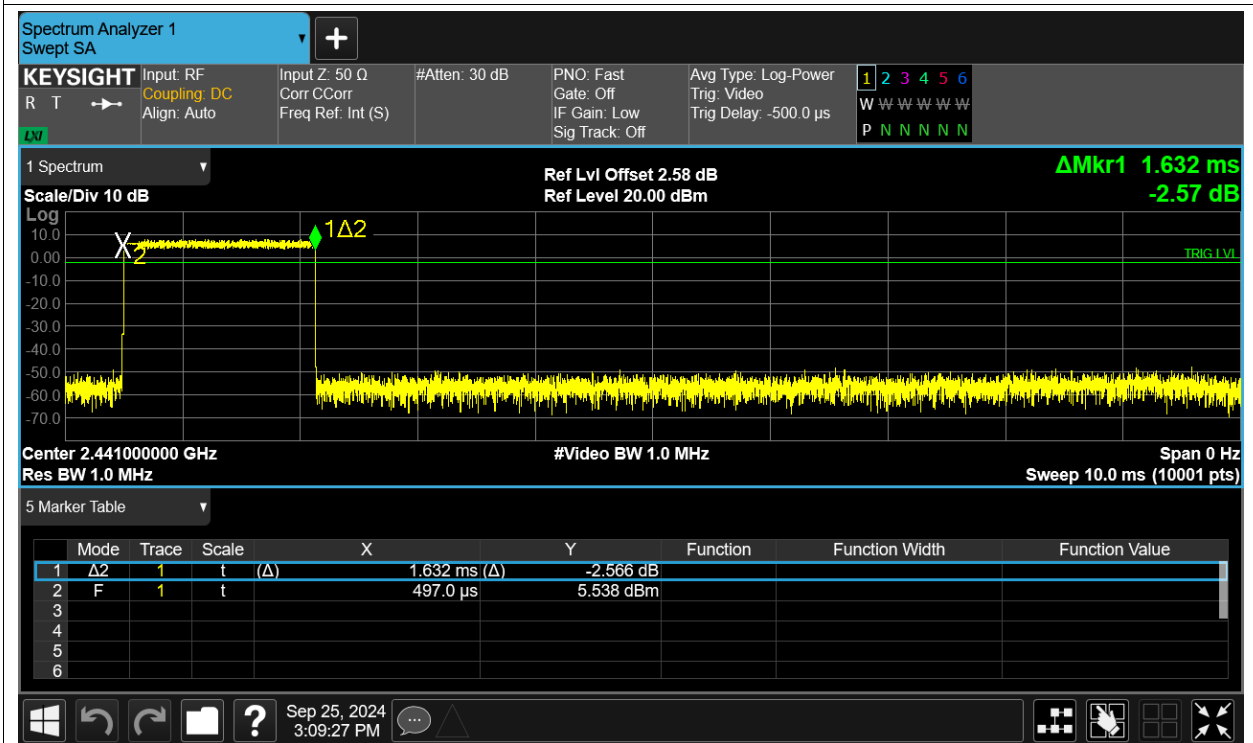 Spectrum Analyzer 1
Swept SA
KEYSIGHT Input: RF Input Z: 50 Ω #Atten: 30 dB PNO: Fast Avg Type: Log-Power 1 2 3 4 5 6
R T Coupling: DC Corr CCorr Gate: Off Trig: Video W W W W W W
Align: Auto Freq Ref: Int (S) IF Gain: Low Trig Delay: -500.0 µs P N N N N N
LXI Sig Track: Off
1 Spectrum Ref Lvl Offset 2.58 dB ΔMkr1 1.632 ms
Scale/Div 10 dB Ref Level 20.00 dBm -2.57 dB
Log
10.0
0.00
-10.0
-20.0
-30.0
-40.0
-50.0
-60.0
-70.0
X 2 1Δ2
TRIG LVL
Center 2.441000000 GHz #Video BW 1.0 MHz Span 0 Hz
Res BW 1.0 MHz Sweep 10.0 ms (10001 pts)
5 Marker Table
Mode Trace Scale X Y Function Function Width Function Value
1 Δ2 1 t (Δ) 1.632 ms (Δ) -2.566 dB
2 F 1 t 497.0 µs 5.538 dBm
3
4
5
6
? Sep 25, 2024
3:09:27 PM